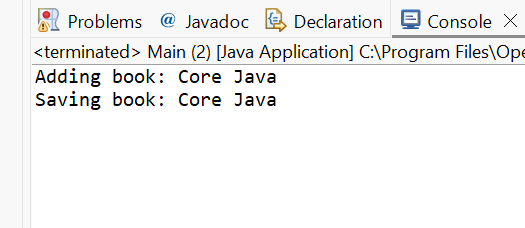 Problems @ Javadoc Declaration Console
<terminated> Main (2) [Java Application] C:\Program Files\Ope
Adding book: Core Java
Saving book: Core Java